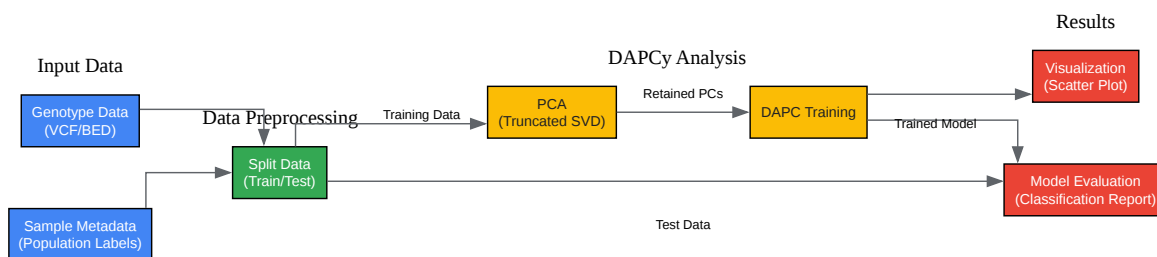 Results
DAPCy Analysis
Input Data
Visualization
(Scatter Plot)
Genotype Data
(VCF/BED)
Data Preprocessing
Training Data
PCA
(Truncated SVD)
Retained PCs
DAPC Training
Trained Model
Split Data
(Train/Test)
Model Evaluation
(Classification Report)
Sample Metadata
(Population Labels)
Test Data